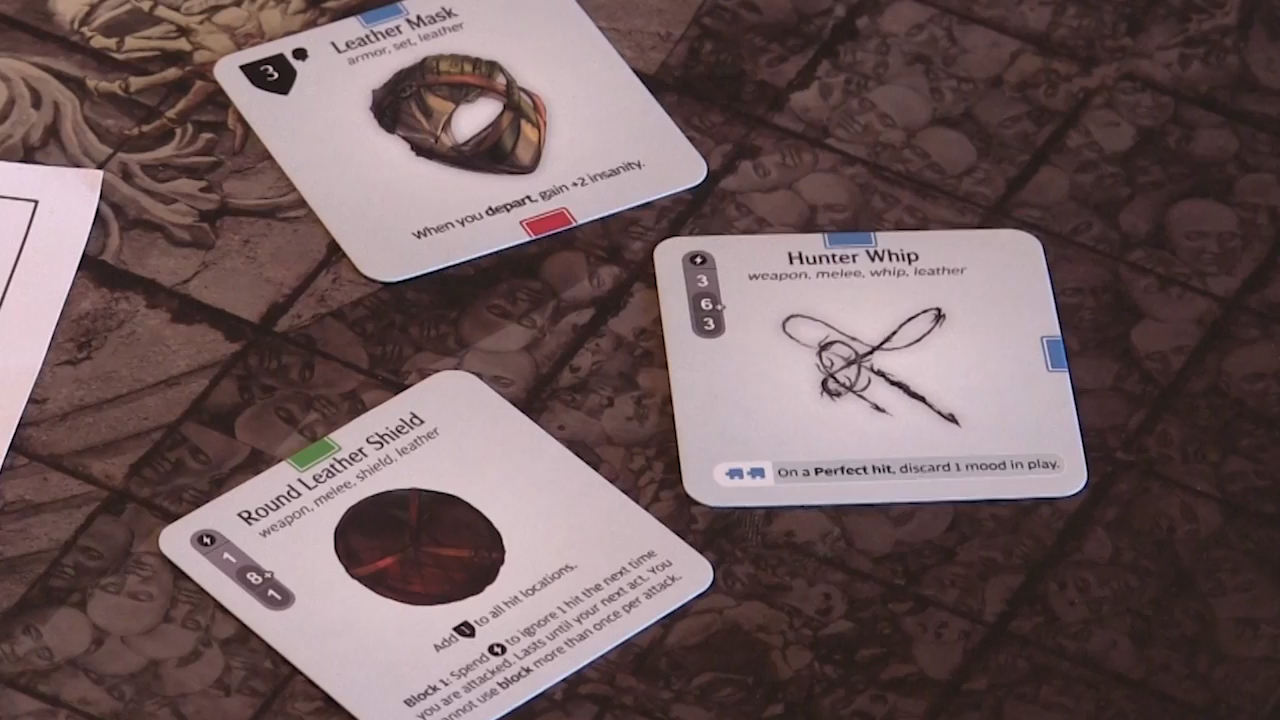 Leather Mask
armor, set, leather
3
When you depart, gain +2 insanity.
Hunter Whip
weapon, melee, whip, leather
3
6+
3
On a Perfect hit, discard 1 mood in play.
Round Leather Shield
weapon, melee, shield, leather
1
8+
1
Add 1 to all hit locations.
Block 1: Spend to ignore 1 hit the next time
you are attacked. Lasts until your next act. You
cannot use block more than once per attack.